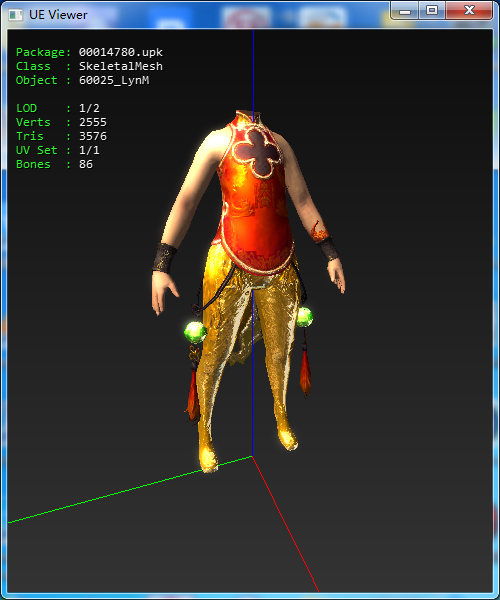 UE Viewer
Package: 00014780.upk
Class : SkeletalMesh
Object : 60025_LynM
LOD : 1/2
Verts : 2555
Tris : 3576
UV Set : 1/1
Bones : 86